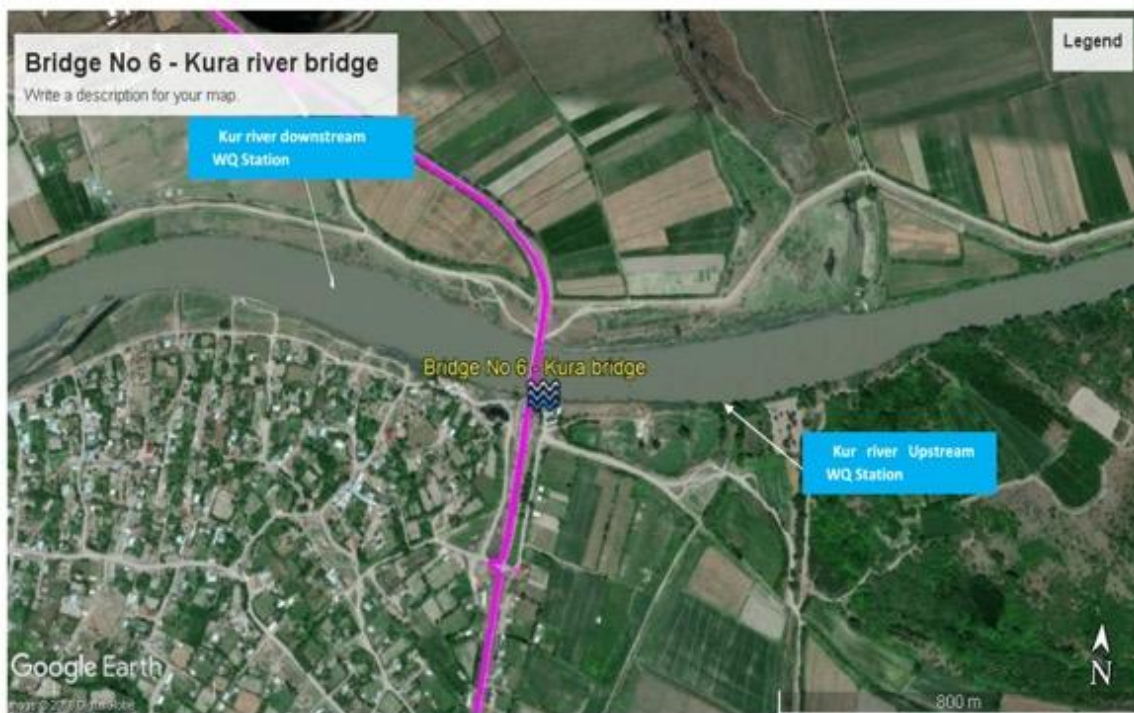 Bridge No 6 - Kura river bridge
Write a description for your map.
Legend
Kur river downstream
WQ Station
Bridge No 6 - Kura bridge
Kur river Upstream
WQ Station
Google Earth
N
800 m